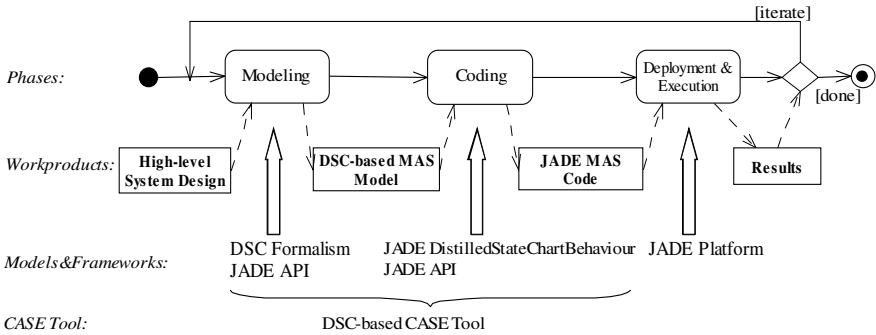 [iterate]
Phases:
Modeling
Coding
Deployment &
Execution
[done]
Workproducts:
High-level
System Design
DSC-based MAS
Model
JADE MAS
Code
Results
Models&Frameworks:
DSC Formalism
JADE API
JADE DistilledStateChartBehaviour
JADE API
JADE Platform
CASE Tool:
DSC-based CASE Tool